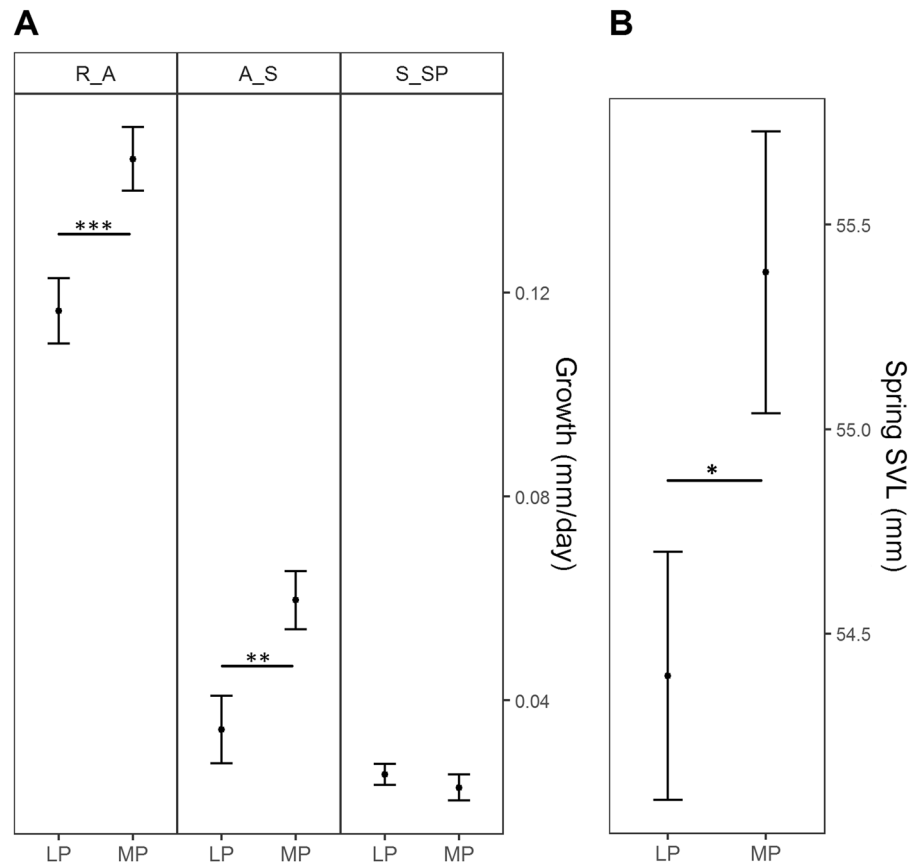 A
B
R_A
A_S
S_SP
***
**
*
0.12
0.08
0.04
Growth (mm/day)
55.5
55.0
54.5
Spring SVL (mm)
LP
MP
LP
MP
LP
MP
LP
MP